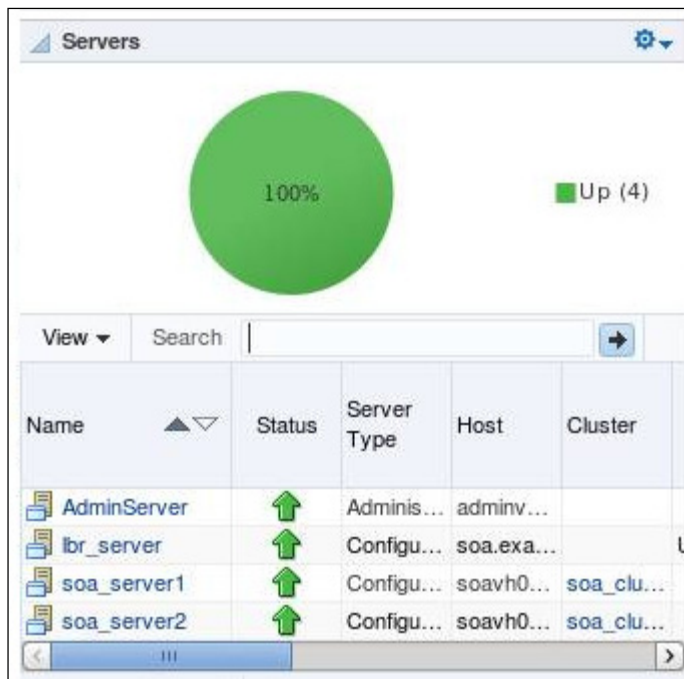 Servers
100%
Up (4)
View Search
Name Status Server Type Host Cluster
AdminServer Adminis... adminv...
lbr_server Configu... soa.exa...
soa_server1 Configu... soavh0... soa_clu...
soa_server2 Configu... soavh0... soa_clu...